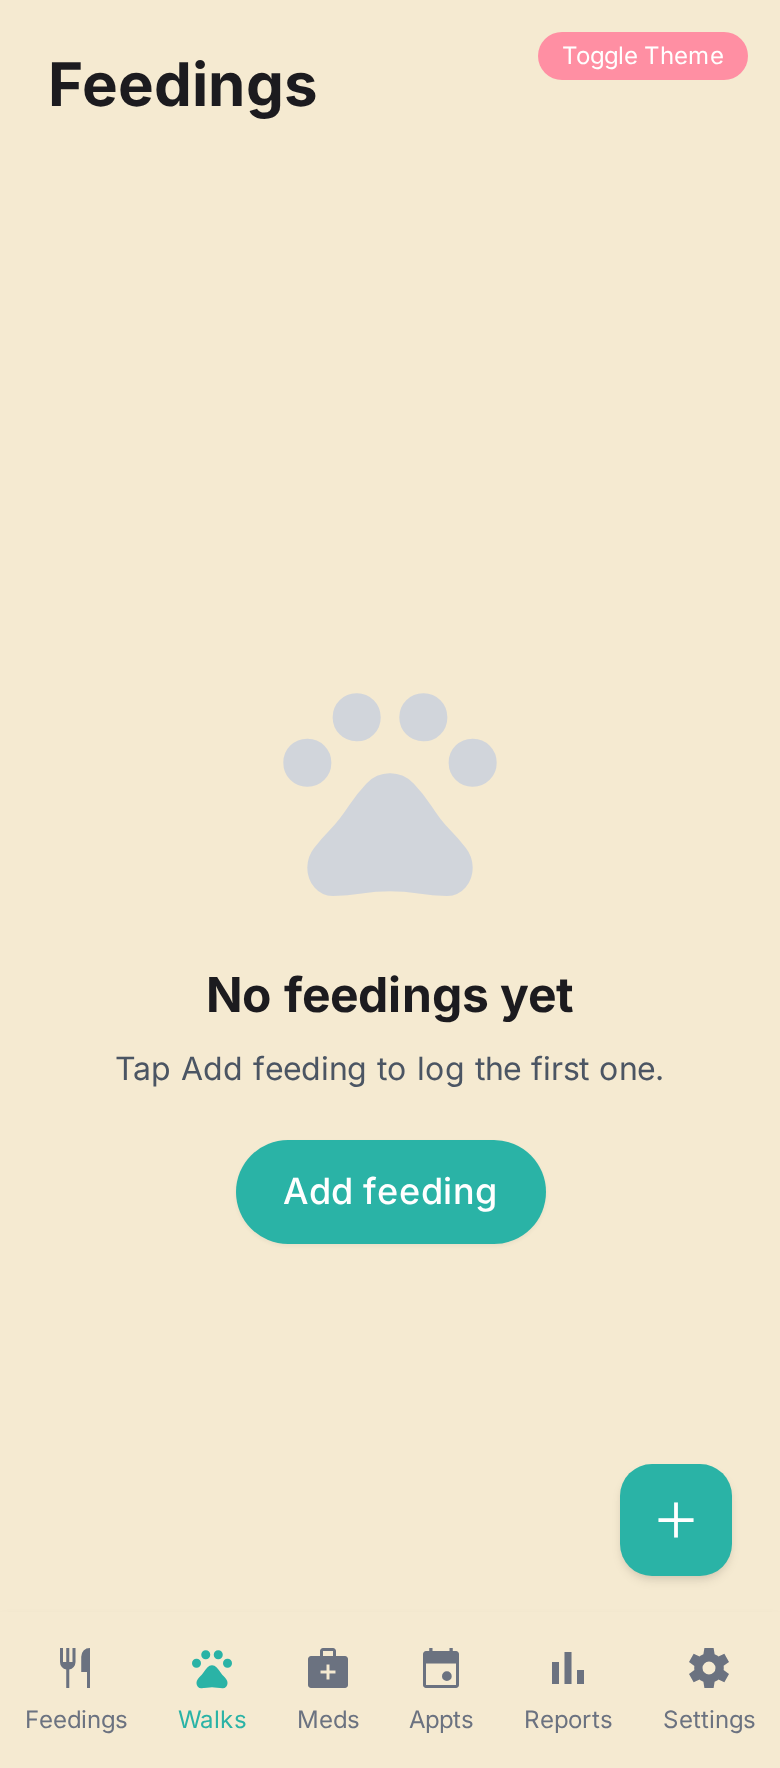 Feedings
Toggle Theme
No feedings yet
Tap Add feeding to log the first one.
Add feeding
Feedings
Walks
Meds
Appts
Reports
Settings